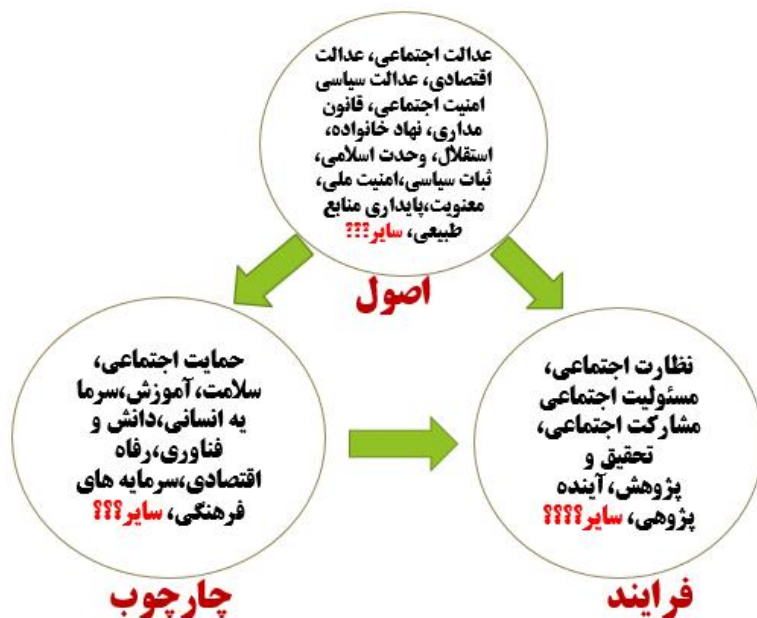 عدالت اجتماعی، عدالت
اقتصادی، عدالت سیاسی
امنیت اجتماعی، قانون
مداری، نهاد خانواده،
استقلال، وحدت اسلامی،
ثبات سیاسی،امنیت ملی،
معنویت،پایداری منابع
طبیعی، سایر؟؟؟
اصول
حمایت اجتماعی،
سلامت،آموزش،سرما
یه انسانی،دانش و
فناوری،رفاه
اقتصادی،سرمایه های
فرهنگی، سایر؟؟؟
چارچوب
نظارت اجتماعی،
مسئولیت اجتماعی
مشارکت اجتماعی،
تحقیق و
پژوهش،آینده
پژوهی، سایر؟؟؟؟
فرایند